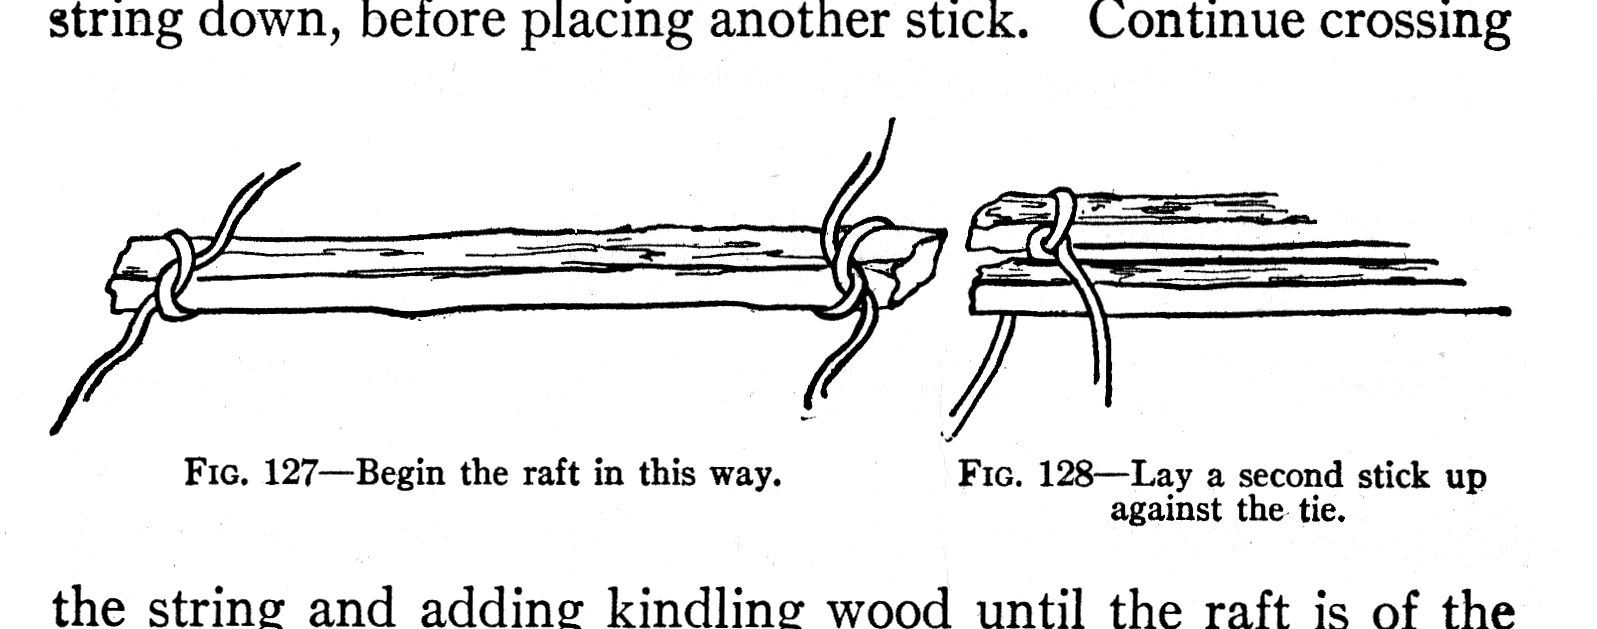 string down, before placing another stick. Continue crossing
FIG. 127—Begin the raft in this way.
FIG. 128—Lay a second stick up
against the tie.
the string and adding kindling wood until the raft is of the